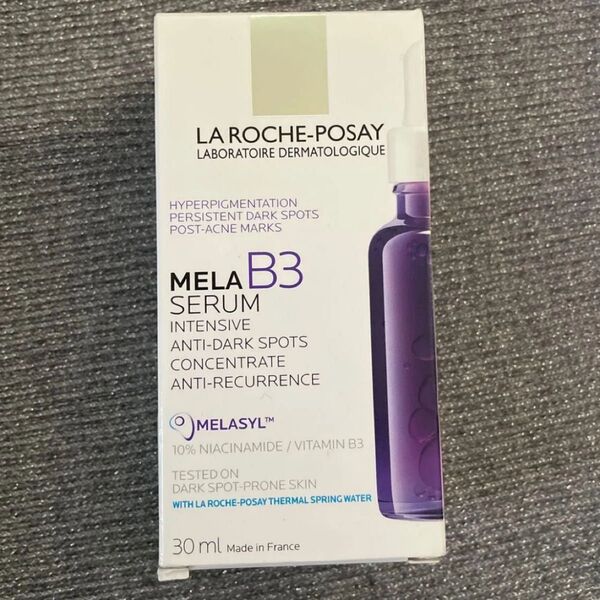 LA ROCHE-POSAY
LABORATOIRE DERMATOLOGIQUE
HYPERPIGMENTATION
PERSISTENT DARK SPOTS
POST-ACNE MARKS
MELA B3
SERUM
INTENSIVE
ANTI-DARK SPOTS
CONCENTRATE
ANTI-RECURRENCE
MELASYL™
10% NIACINAMIDE / VITAMIN B3
TESTED ON
DARK SPOT-PRONE SKIN
WITH LA ROCHE-POSAY THERMAL SPRING WATER
30 ml Made in France